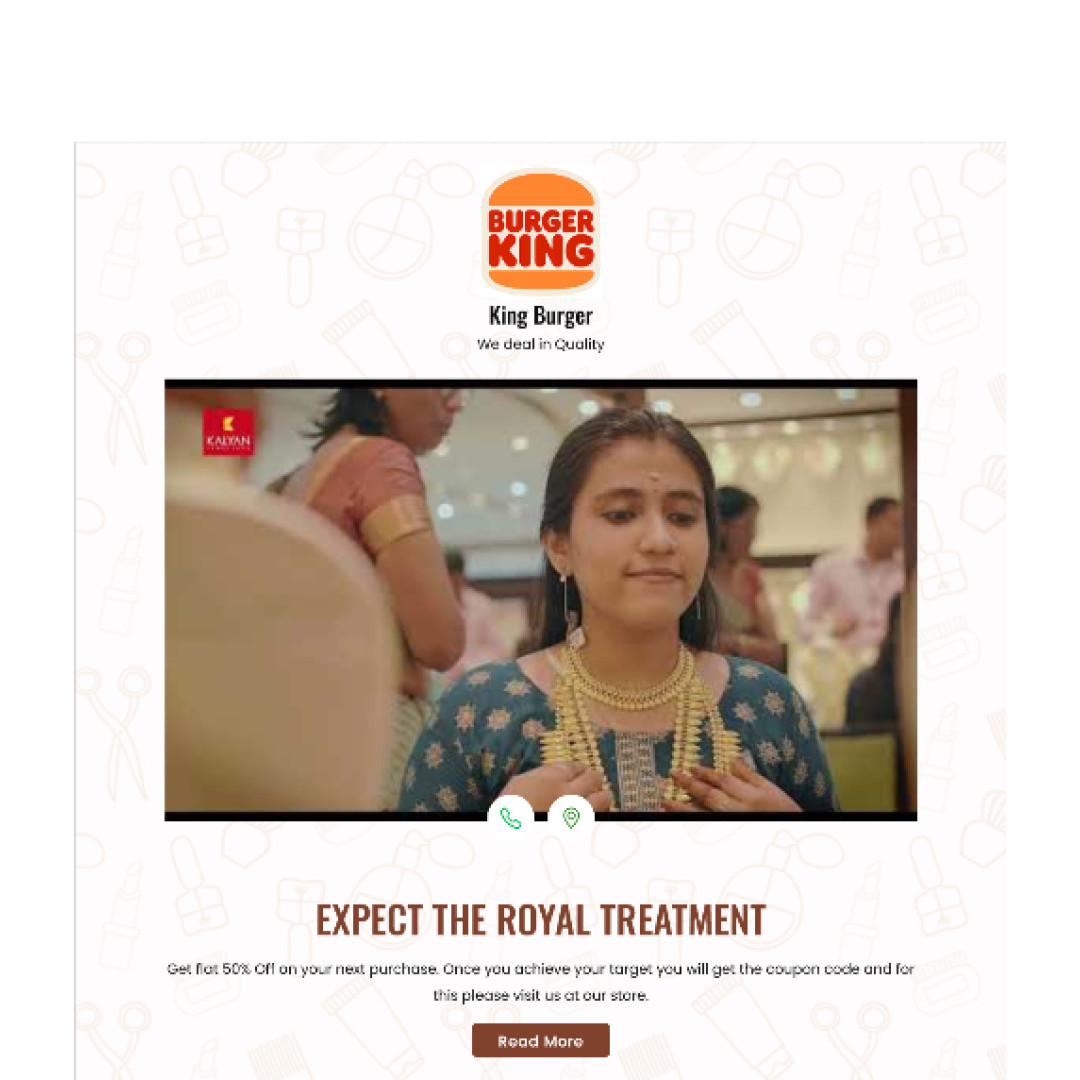 BURGER
KING
King Burger
We deal in Quality
KALYAN
EXPECT THE ROYAL TREATMENT
Get flat 50% Off on your next purchase. Once you achieve your target you will get the coupon code and for
this please visit us at our store.
Read More